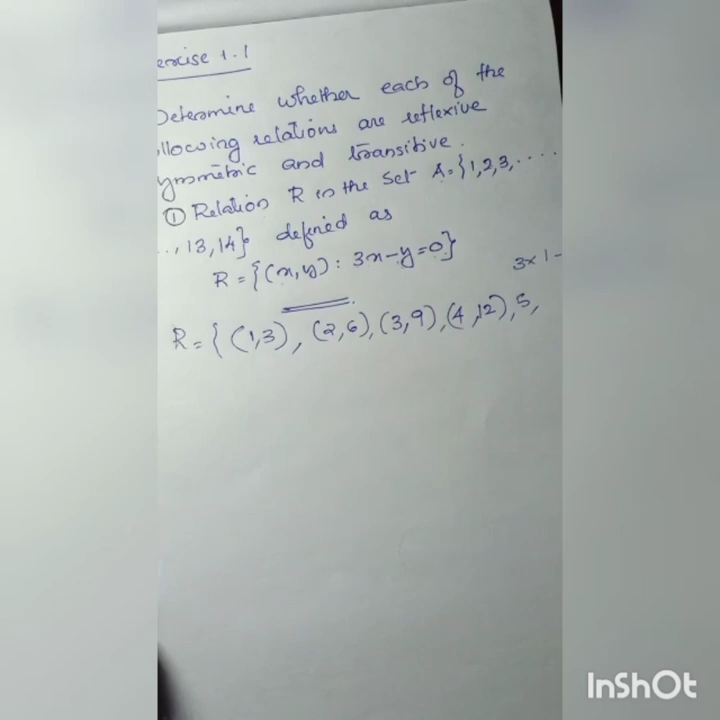 ercise 1.1
Determine whether each of the
llowing relations are reflexive
ymmetric and transitive.
① Relation R in the set A={1,2,3,.....
..,13,14} defined as
R={(x,y): 3x-y=0}
3×1-
R={(1,3), (2,6),(3,9),(4,12),5,
InShOt